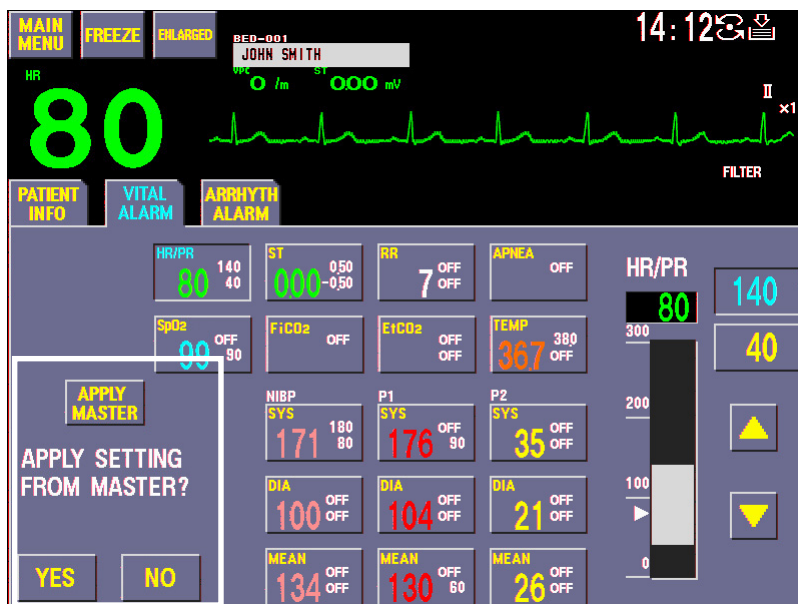 MAIN MENU
FREEZE
ENLARGED
BED-001
JOHN SMITH
14:12
HR
80
VPC
0 /m
ST
0.00 mV
II
×1
FILTER
PATIENT INFO
VITAL ALARM
ARRHYTH ALARM
HR/PR
80
140
40
ST
0.00
0.50
-0.50
RR
7
OFF
OFF
APNEA
OFF
HR/PR
80
140
40
SpO2
99
OFF
90
FiCO2
OFF
EtCO2
OFF
OFF
TEMP
36.7
38.0
OFF
300
200
100
0
APPLY
MASTER
APPLY SETTING
FROM MASTER?
YES
NO
NIBP
SYS
171
180
80
P1
SYS
176
OFF
90
P2
SYS
35
OFF
OFF
DIA
100
OFF
OFF
DIA
104
OFF
OFF
DIA
21
OFF
OFF
MEAN
134
OFF
OFF
MEAN
130
OFF
60
MEAN
26
OFF
OFF